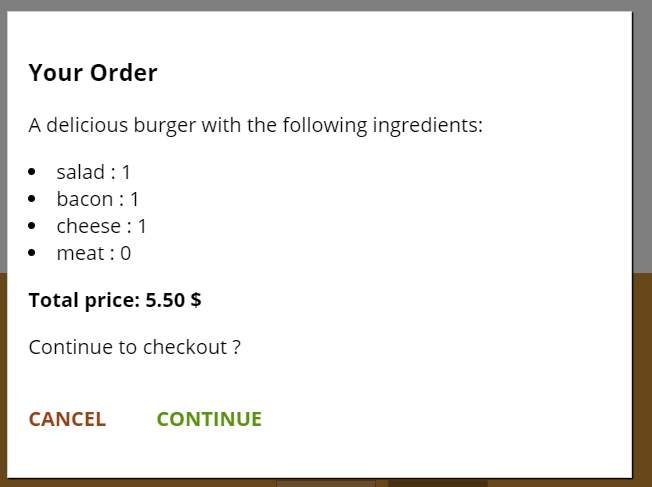 Your Order
A delicious burger with the following ingredients:
salad : 1
bacon : 1
cheese : 1
meat : 0
Total price: 5.50 $
Continue to checkout ?
CANCEL CONTINUE